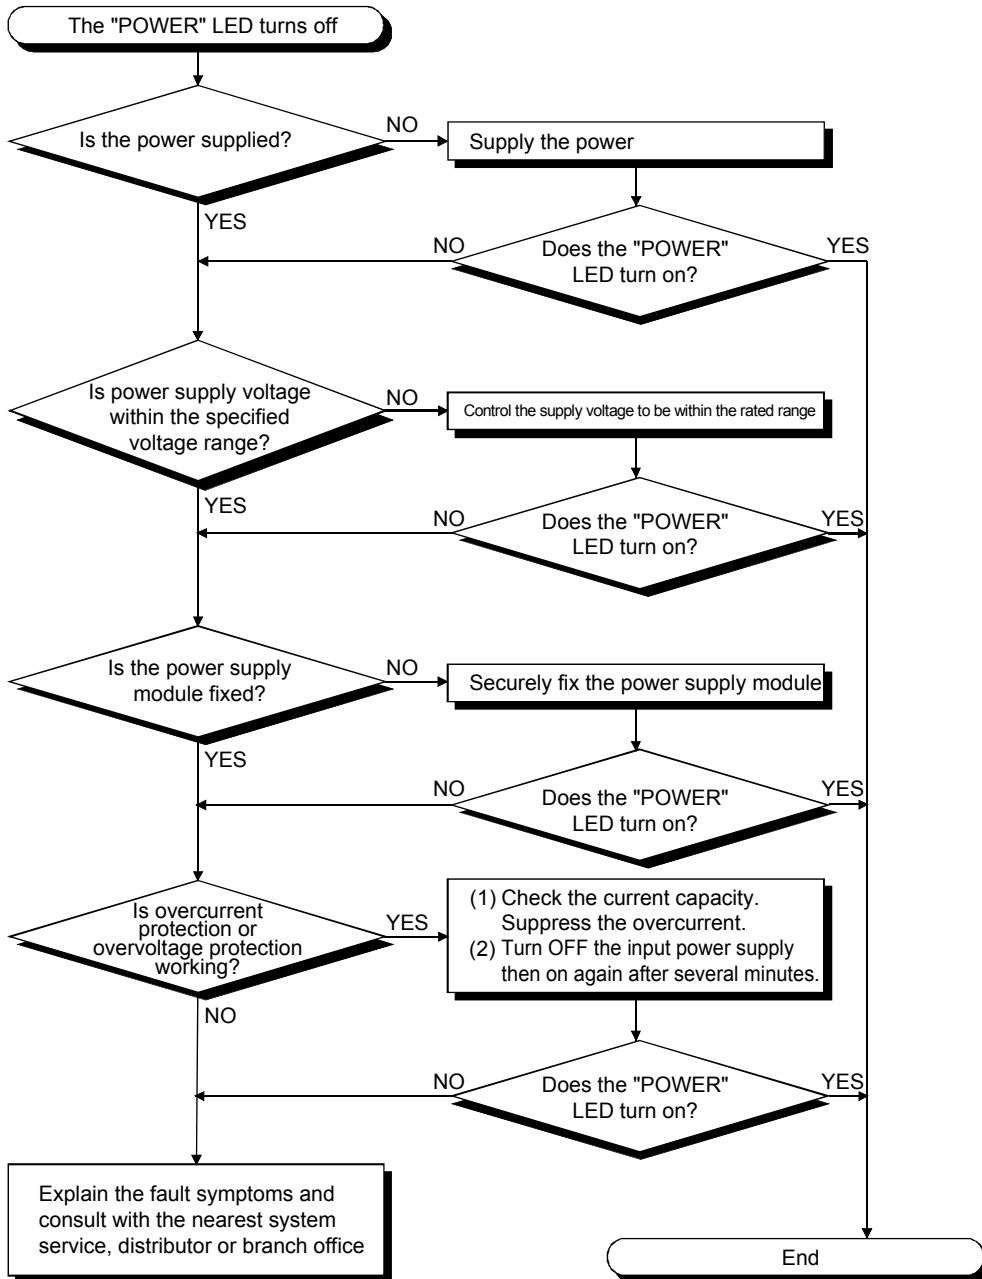 The "POWER" LED turns off
Is the power supplied?
NO
Supply the power
YES
NO
Does the "POWER"
LED turn on?
YES
Is power supply voltage
within the specified
voltage range?
NO
Control the supply voltage to be within the rated range
YES
NO
Does the "POWER"
LED turn on?
YES
Is the power supply
module fixed?
NO
Securely fix the power supply module
YES
NO
Does the "POWER"
LED turn on?
YES
Is overcurrent
protection or
overvoltage protection
working?
YES
(1) Check the current capacity.
Suppress the overcurrent.
(2) Turn OFF the input power supply
then on again after several minutes.
NO
NO
Does the "POWER"
LED turn on?
YES
Explain the fault symptoms and
consult with the nearest system
service, distributor or branch office
End